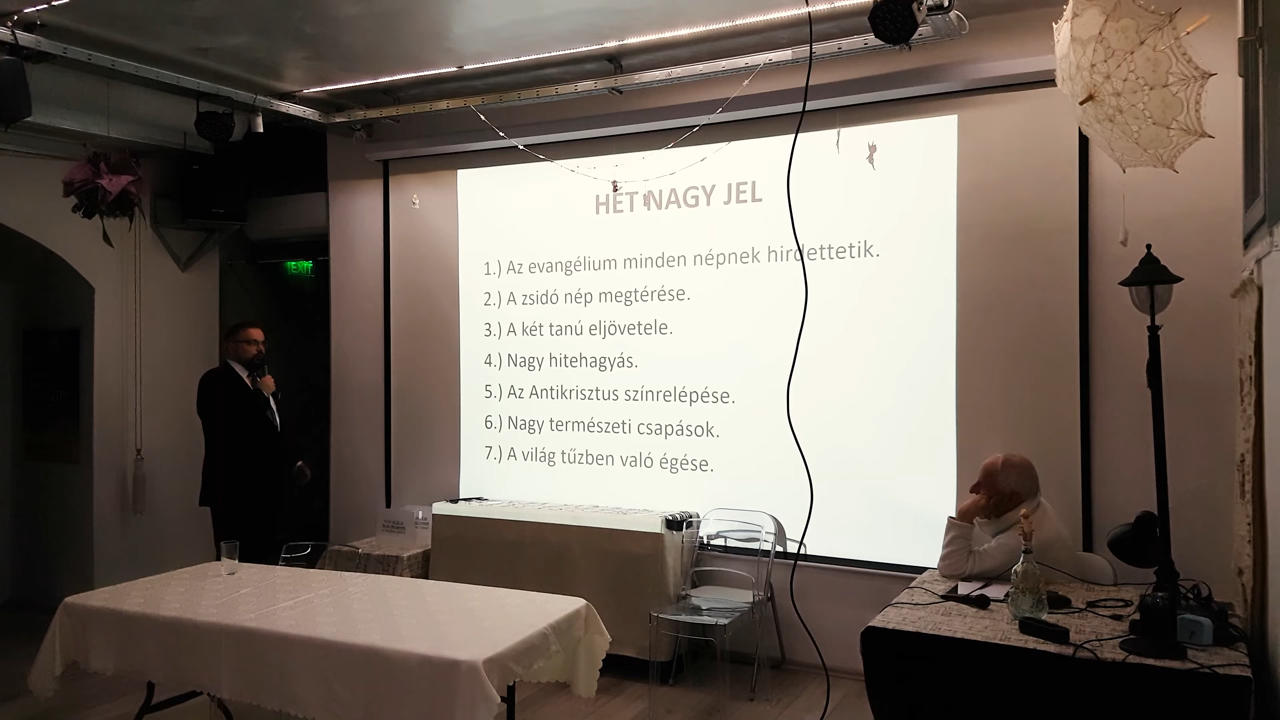 HÉT NAGY JEL
1.) Az evangélium minden népnek hirdettetik.
2.) A zsidó nép megtérése.
3.) A két tanú eljövetele.
4.) Nagy hitehagyás.
5.) Az Antikrisztus színrelépése.
6.) Nagy természeti csapások.
7.) A világ tűzben való égése.
EXIT